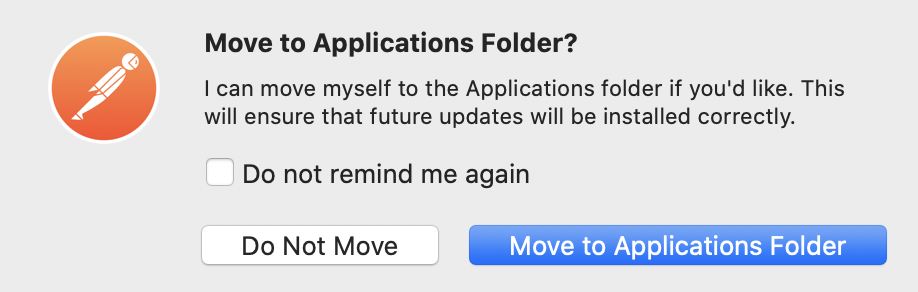 Move to Applications Folder?
I can move myself to the Applications folder if you'd like. This
will ensure that future updates will be installed correctly.
Do not remind me again
Do Not Move
Move to Applications Folder